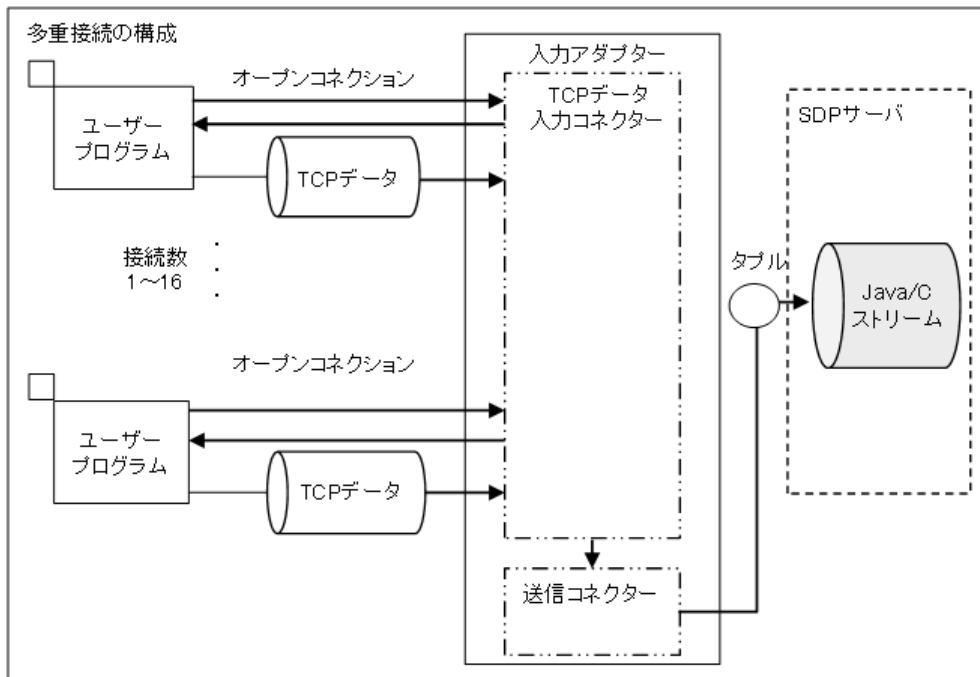 多重接続の構成
オープンコネクション
ユーザー
プログラム
TCPデータ
接続数
1～16
オープンコネクション
ユーザー
プログラム
TCPデータ
入力アダプター
TCPデータ
入力コネクター
送信コネクター
タプル
SDPサーバ
Java/C
ストリーム